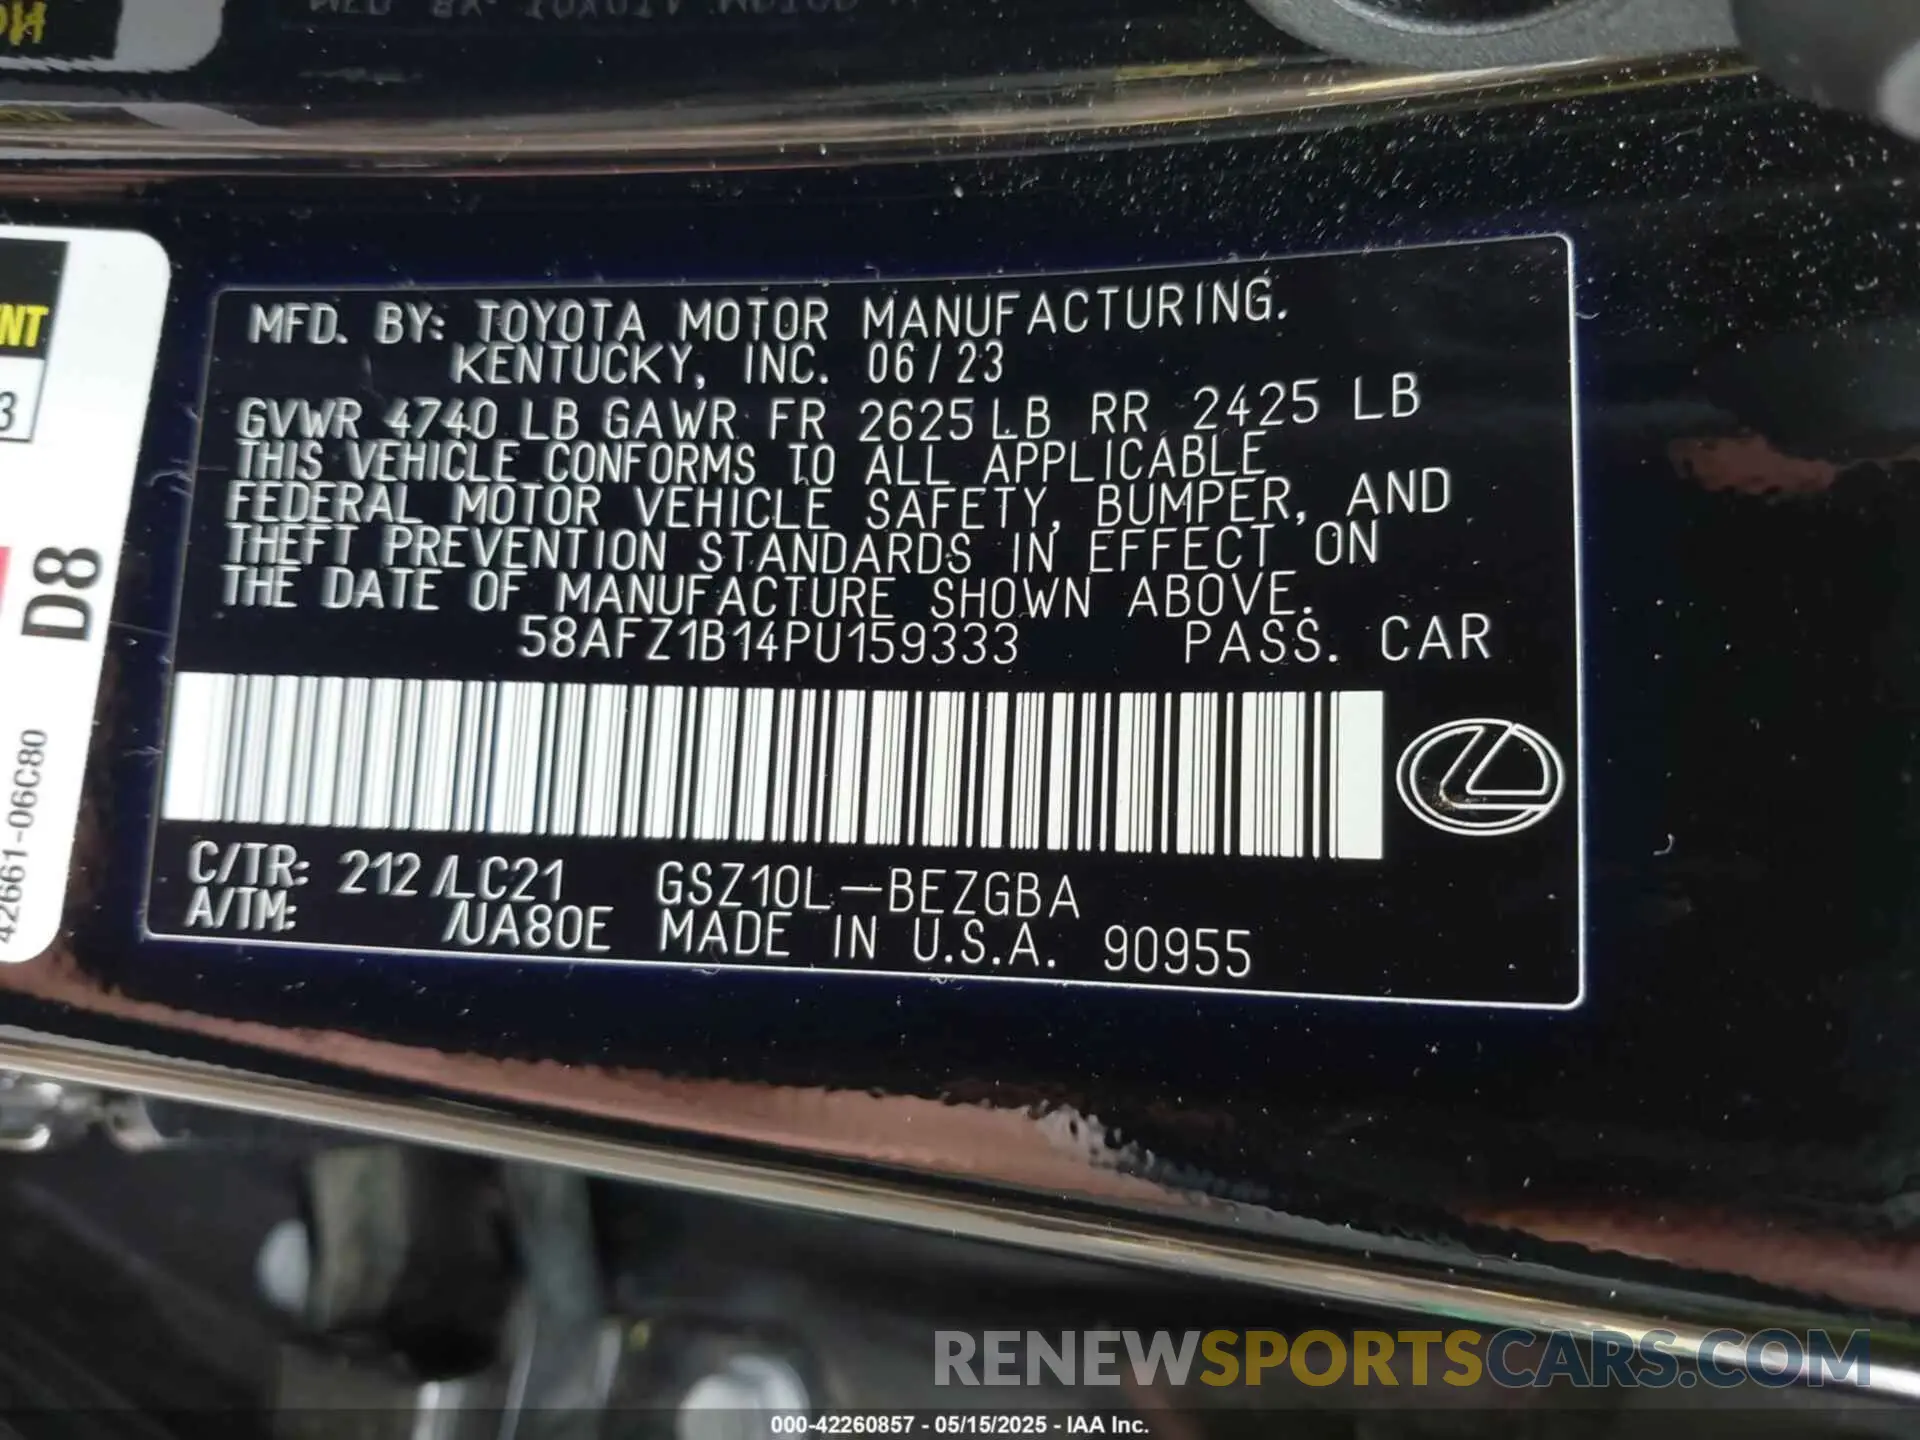 NT
3
D8
42661-06C80
MFD. BY: TOYOTA MOTOR MANUFACTURING.
KENTUCKY, INC. 06/23
GVWR 4740 LB GAWR FR 2625 LB RR 2425 LB
THIS VEHICLE CONFORMS TO ALL APPLICABLE
FEDERAL MOTOR VEHICLE SAFETY, BUMPER, AND
THEFT PREVENTION STANDARDS IN EFFECT ON
THE DATE OF MANUFACTURE SHOWN ABOVE.
58AFZ1B14PU159333 PASS. CAR
C/TR: 212 /LC21 GSZ10L-BEZGBA
A/TM: /UA80E MADE IN U.S.A. 90955
RENEWSPORTSCARS.COM
000-42260857 - 05/15/2025 - IAA Inc.